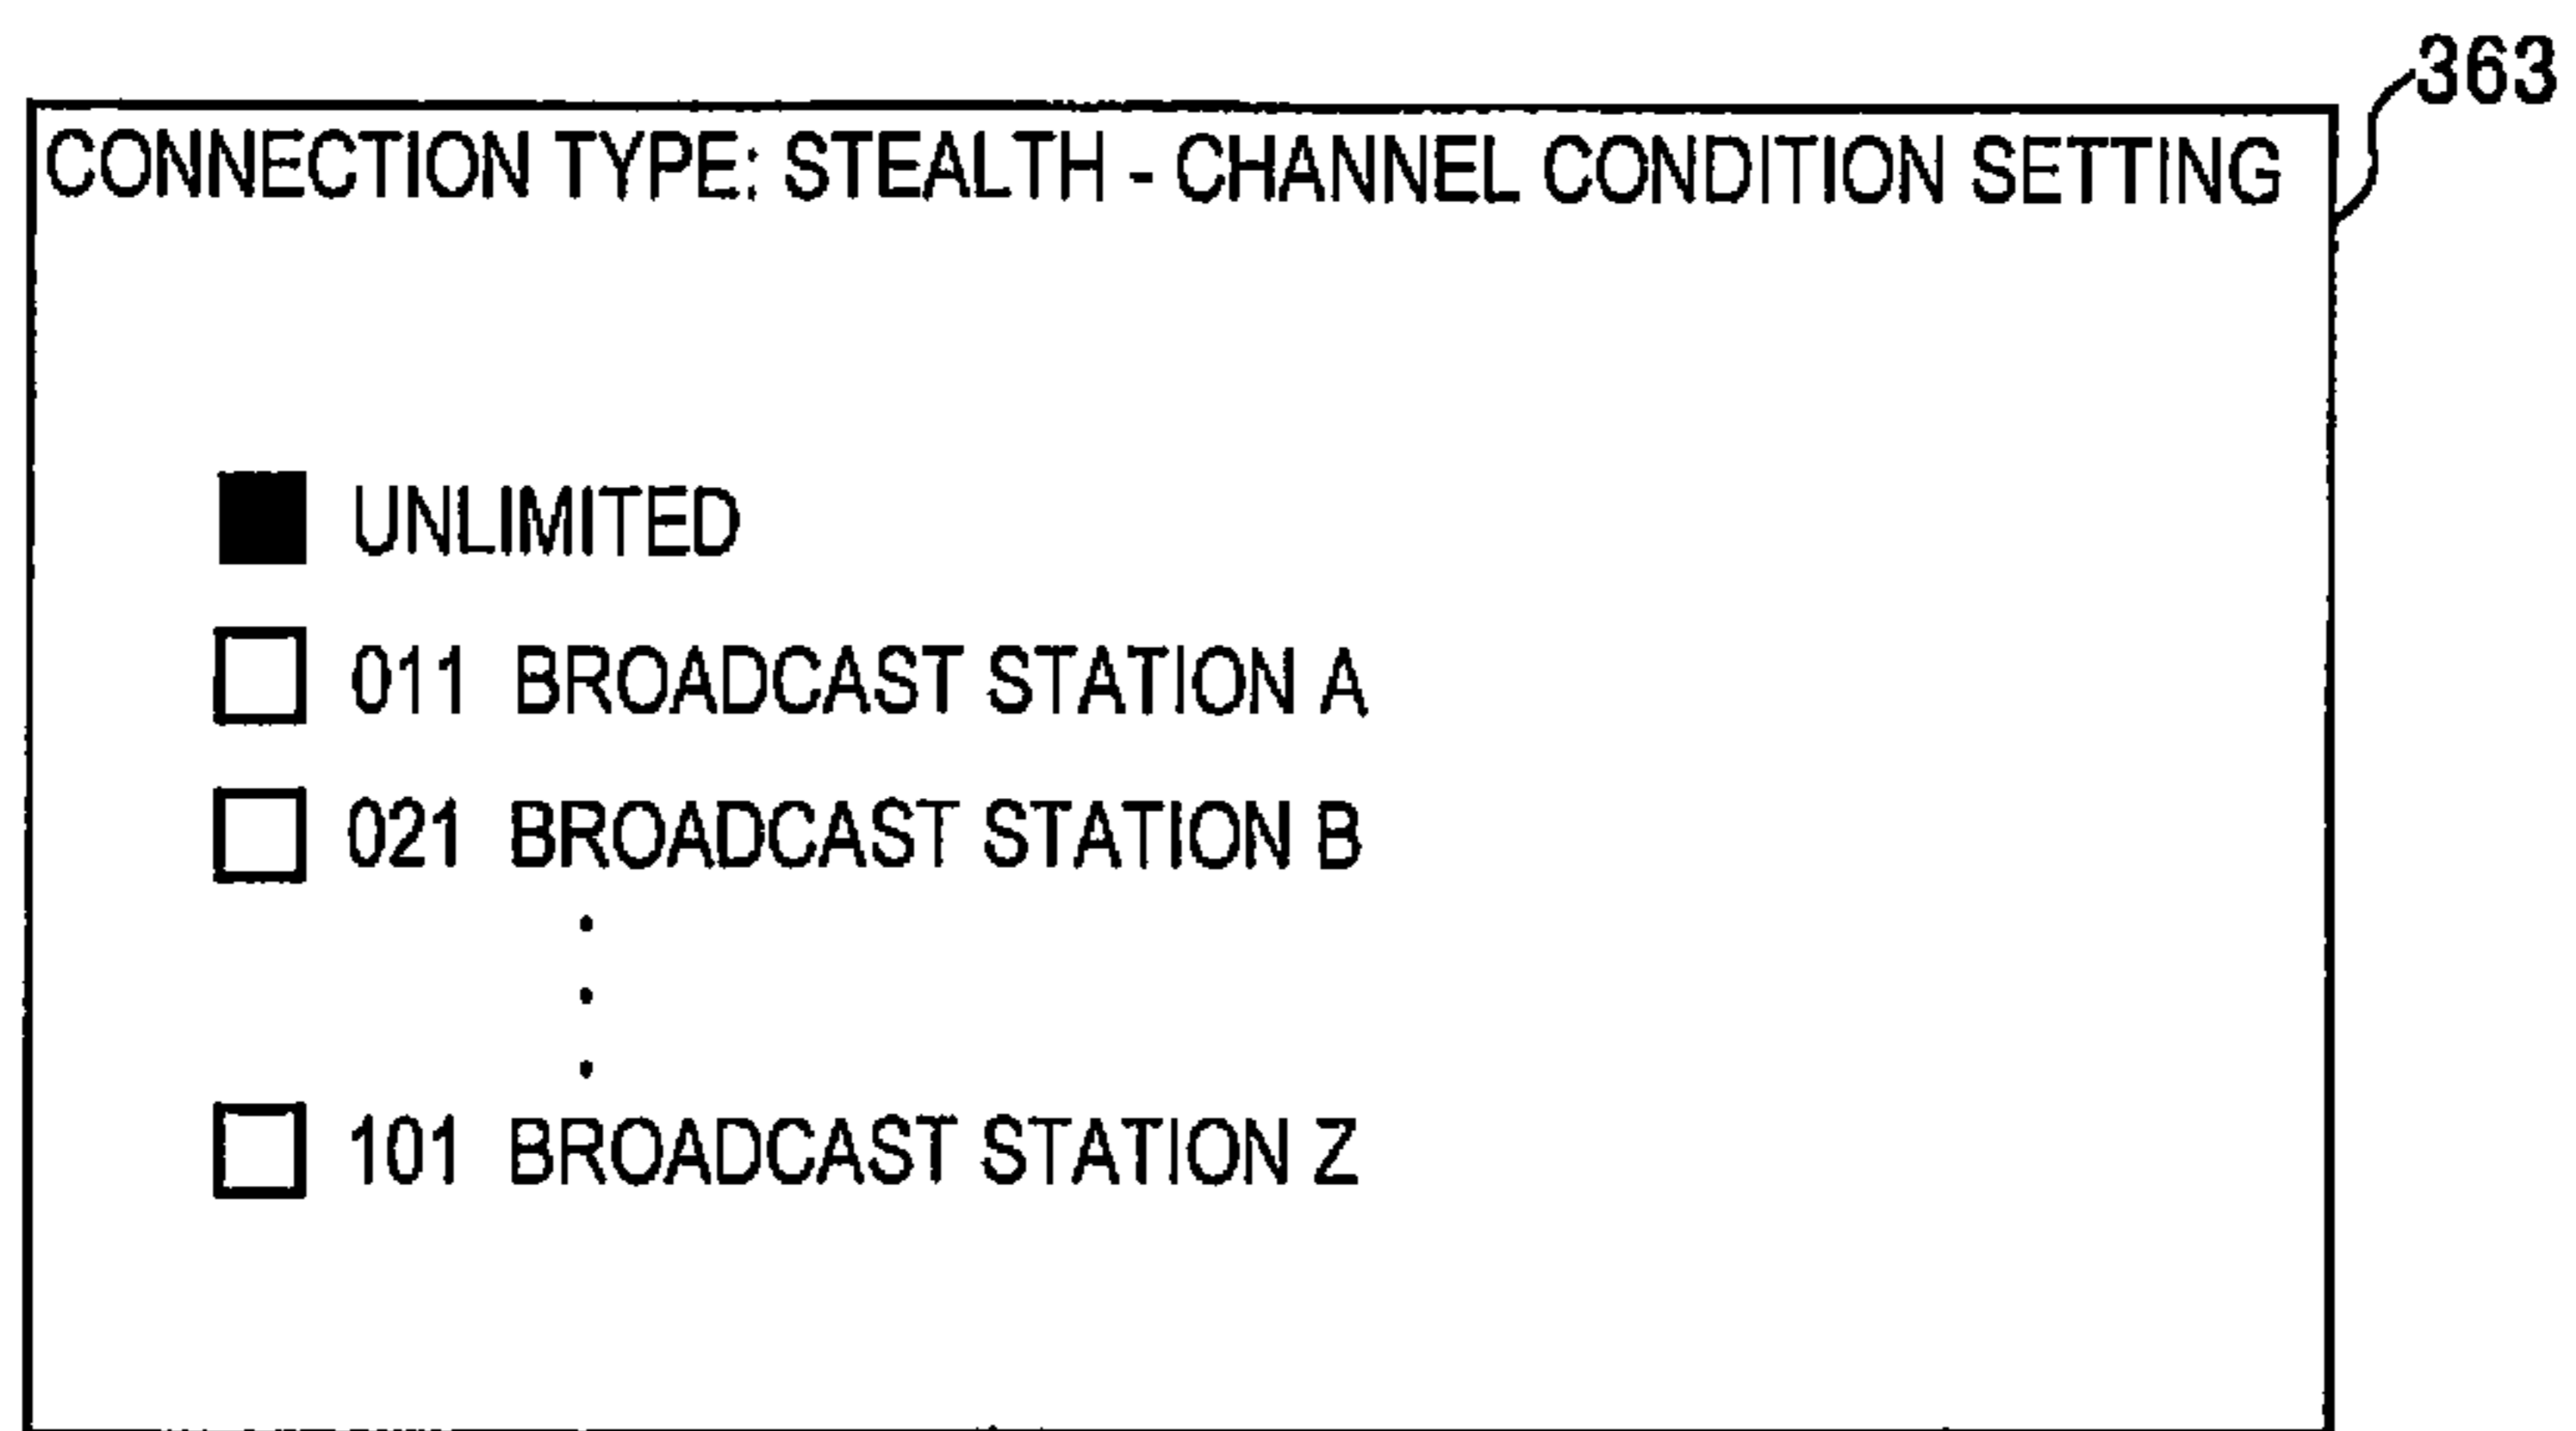 363
CONNECTION TYPE: STEALTH - CHANNEL CONDITION SETTING
UNLIMITED
011 BROADCAST STATION A
021 BROADCAST STATION B
101 BROADCAST STATION Z